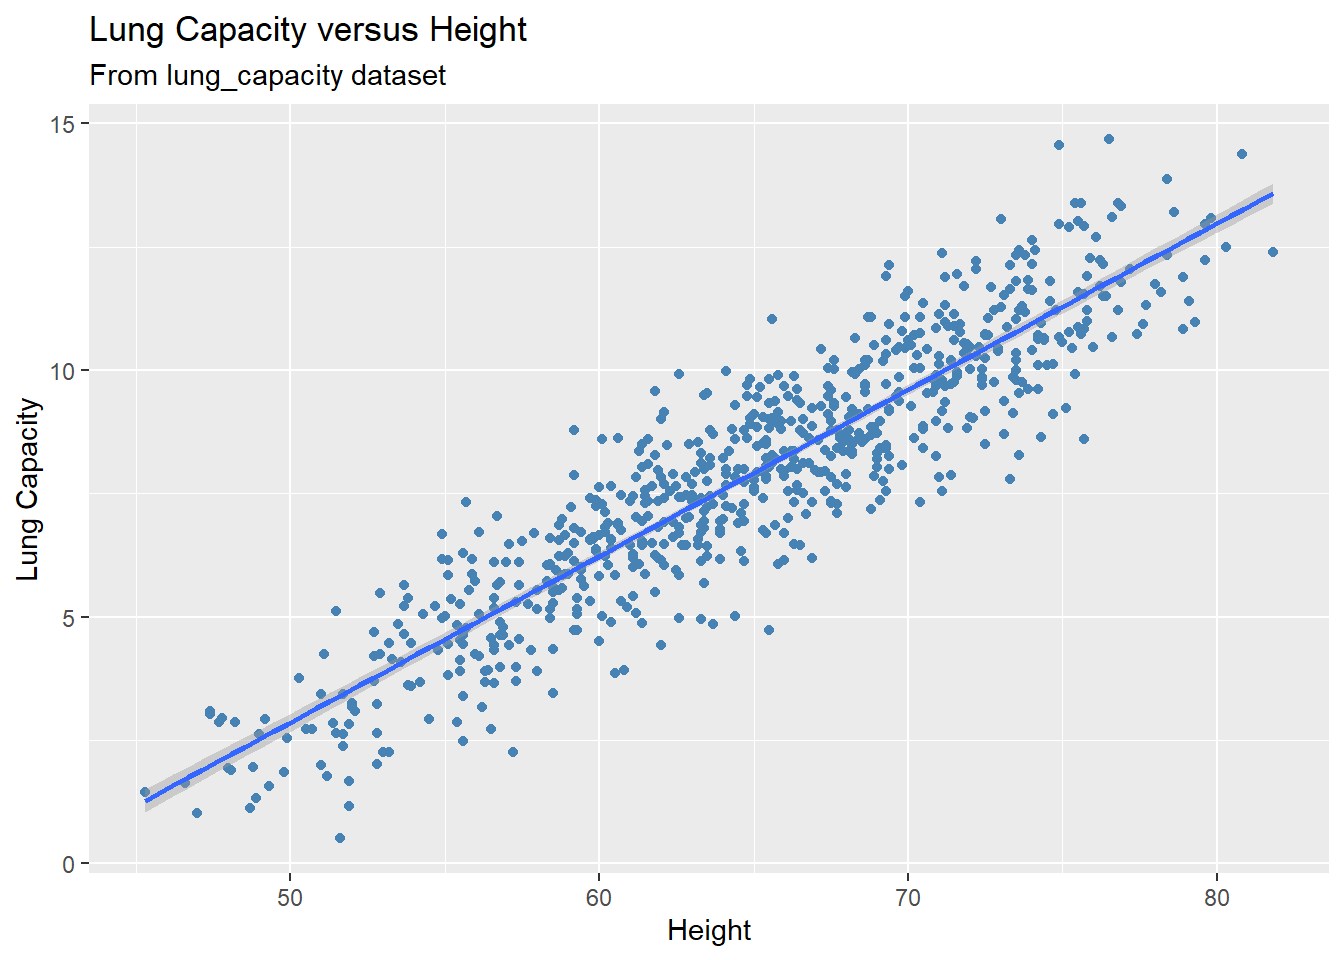 Lung Capacity versus Height
From lung_capacity dataset
15
10
5
0
Lung Capacity
50 60 70 80
Height